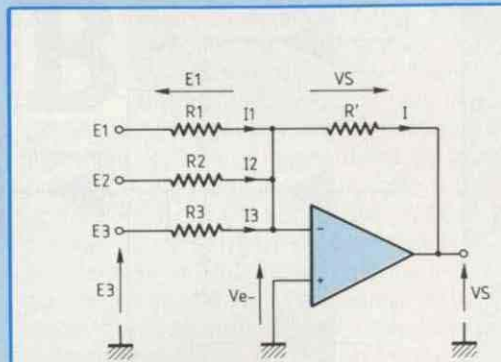 E1 VS
R1 I1 R' I
E1
R2 I2
E2
R3 I3
E3
-
+
E3 Ve- VS